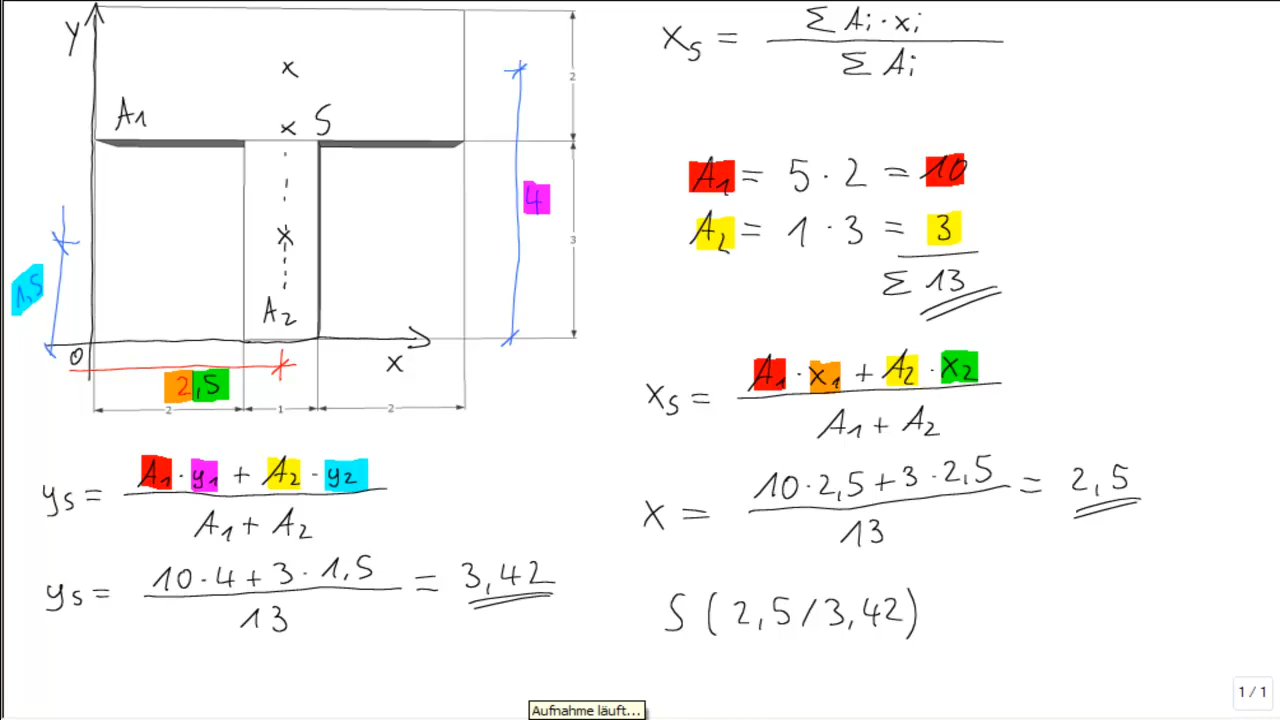 y
x
A1
x S
2
4
x
3
1,5
A2
0
x
2,5
2 1 2
ys = A1 · y1 + A2 · y2
A1 + A2
ys = 10 · 4 + 3 · 1,5 = 3,42
13
xs = Σ Ai · xi
Σ Ai
A1 = 5 · 2 = 10
A2 = 1 · 3 = 3
Σ 13
xs = A1 · x1 + A2 · x2
A1 + A2
x = 10 · 2,5 + 3 · 2,5 = 2,5
13
S ( 2,5 / 3,42 )
Aufnahme läuft...
1 / 1